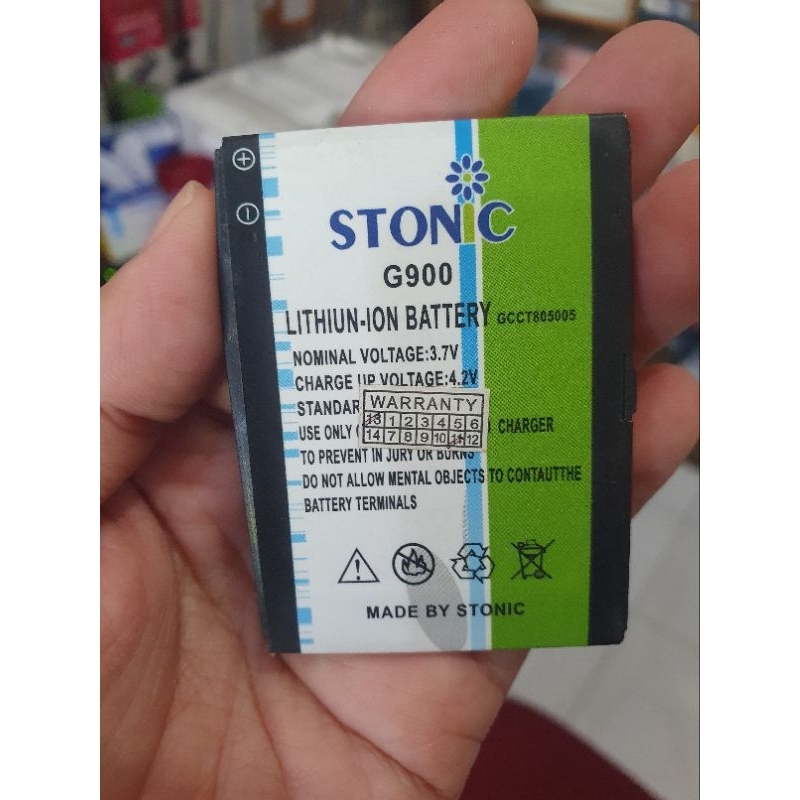 STONiC
G900
LITHIUN-ION BATTERY GCCT805005
NOMINAL VOLTAGE:3.7V
CHARGE UP VOLTAGE:4.2V
WARRANTY
13 1 2 3 4 5 6
14 7 8 9 10 11 12
USE ONLY ( ) CHARGER
TO PREVENT IN JURY OR BURNS
DO NOT ALLOW MENTAL OBJECTS TO CONTAUTTHE
BATTERY TERMINALS
MADE BY STONIC